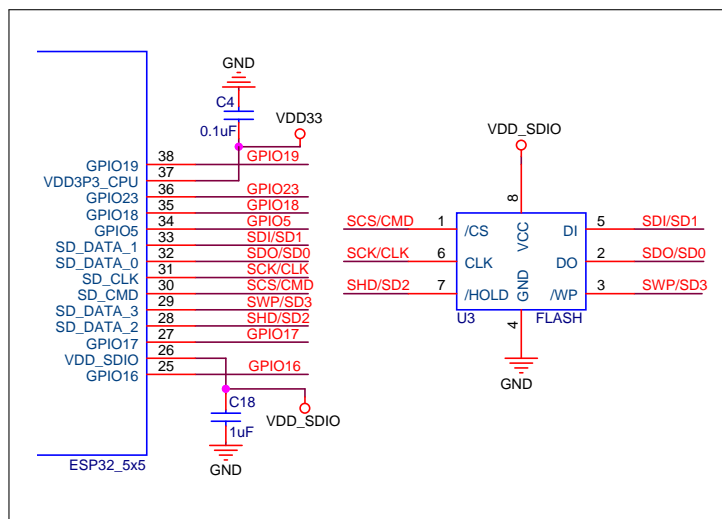 GND
C4
0.1uF
VDD33
GPIO19 38 GPIO19
VDD3P3_CPU 37
GPIO23 36 GPIO23
GPIO18 35 GPIO18
GPIO5 34 GPIO5
SD_DATA_1 33 SDI/SD1
SD_DATA_0 32 SDO/SD0
SD_CLK 31 SCK/CLK
SD_CMD 30 SCS/CMD
SD_DATA_3 29 SWP/SD3
SD_DATA_2 28 SHD/SD2
GPIO17 27 GPIO17
VDD_SDIO 26
GPIO16 25 GPIO16
C18
1uF
VDD_SDIO
GND
ESP32_5x5
VDD_SDIO
8
VCC
SCS/CMD 1 /CS DI 5 SDI/SD1
SCK/CLK 6 CLK DO 2 SDO/SD0
SHD/SD2 7 /HOLD /WP 3 SWP/SD3
GND
U3 FLASH
4
GND